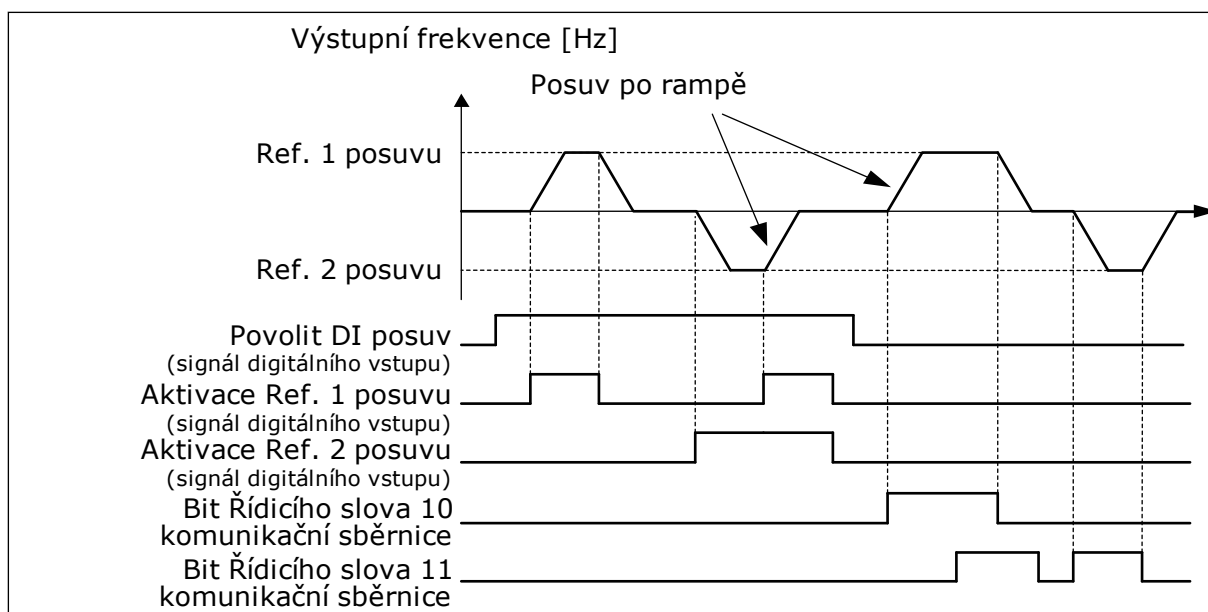 Výstupní frekvence [Hz]
Posuv po rampě
Ref. 1 posuvu
Ref. 2 posuvu
Povolit DI posuv
(signál digitálního vstupu)
Aktivace Ref. 1 posuvu
(signál digitálního vstupu)
Aktivace Ref. 2 posuvu
(signál digitálního vstupu)
Bit Řídicího slova 10
komunikační sběrnice
Bit Řídicího slova 11
komunikační sběrnice